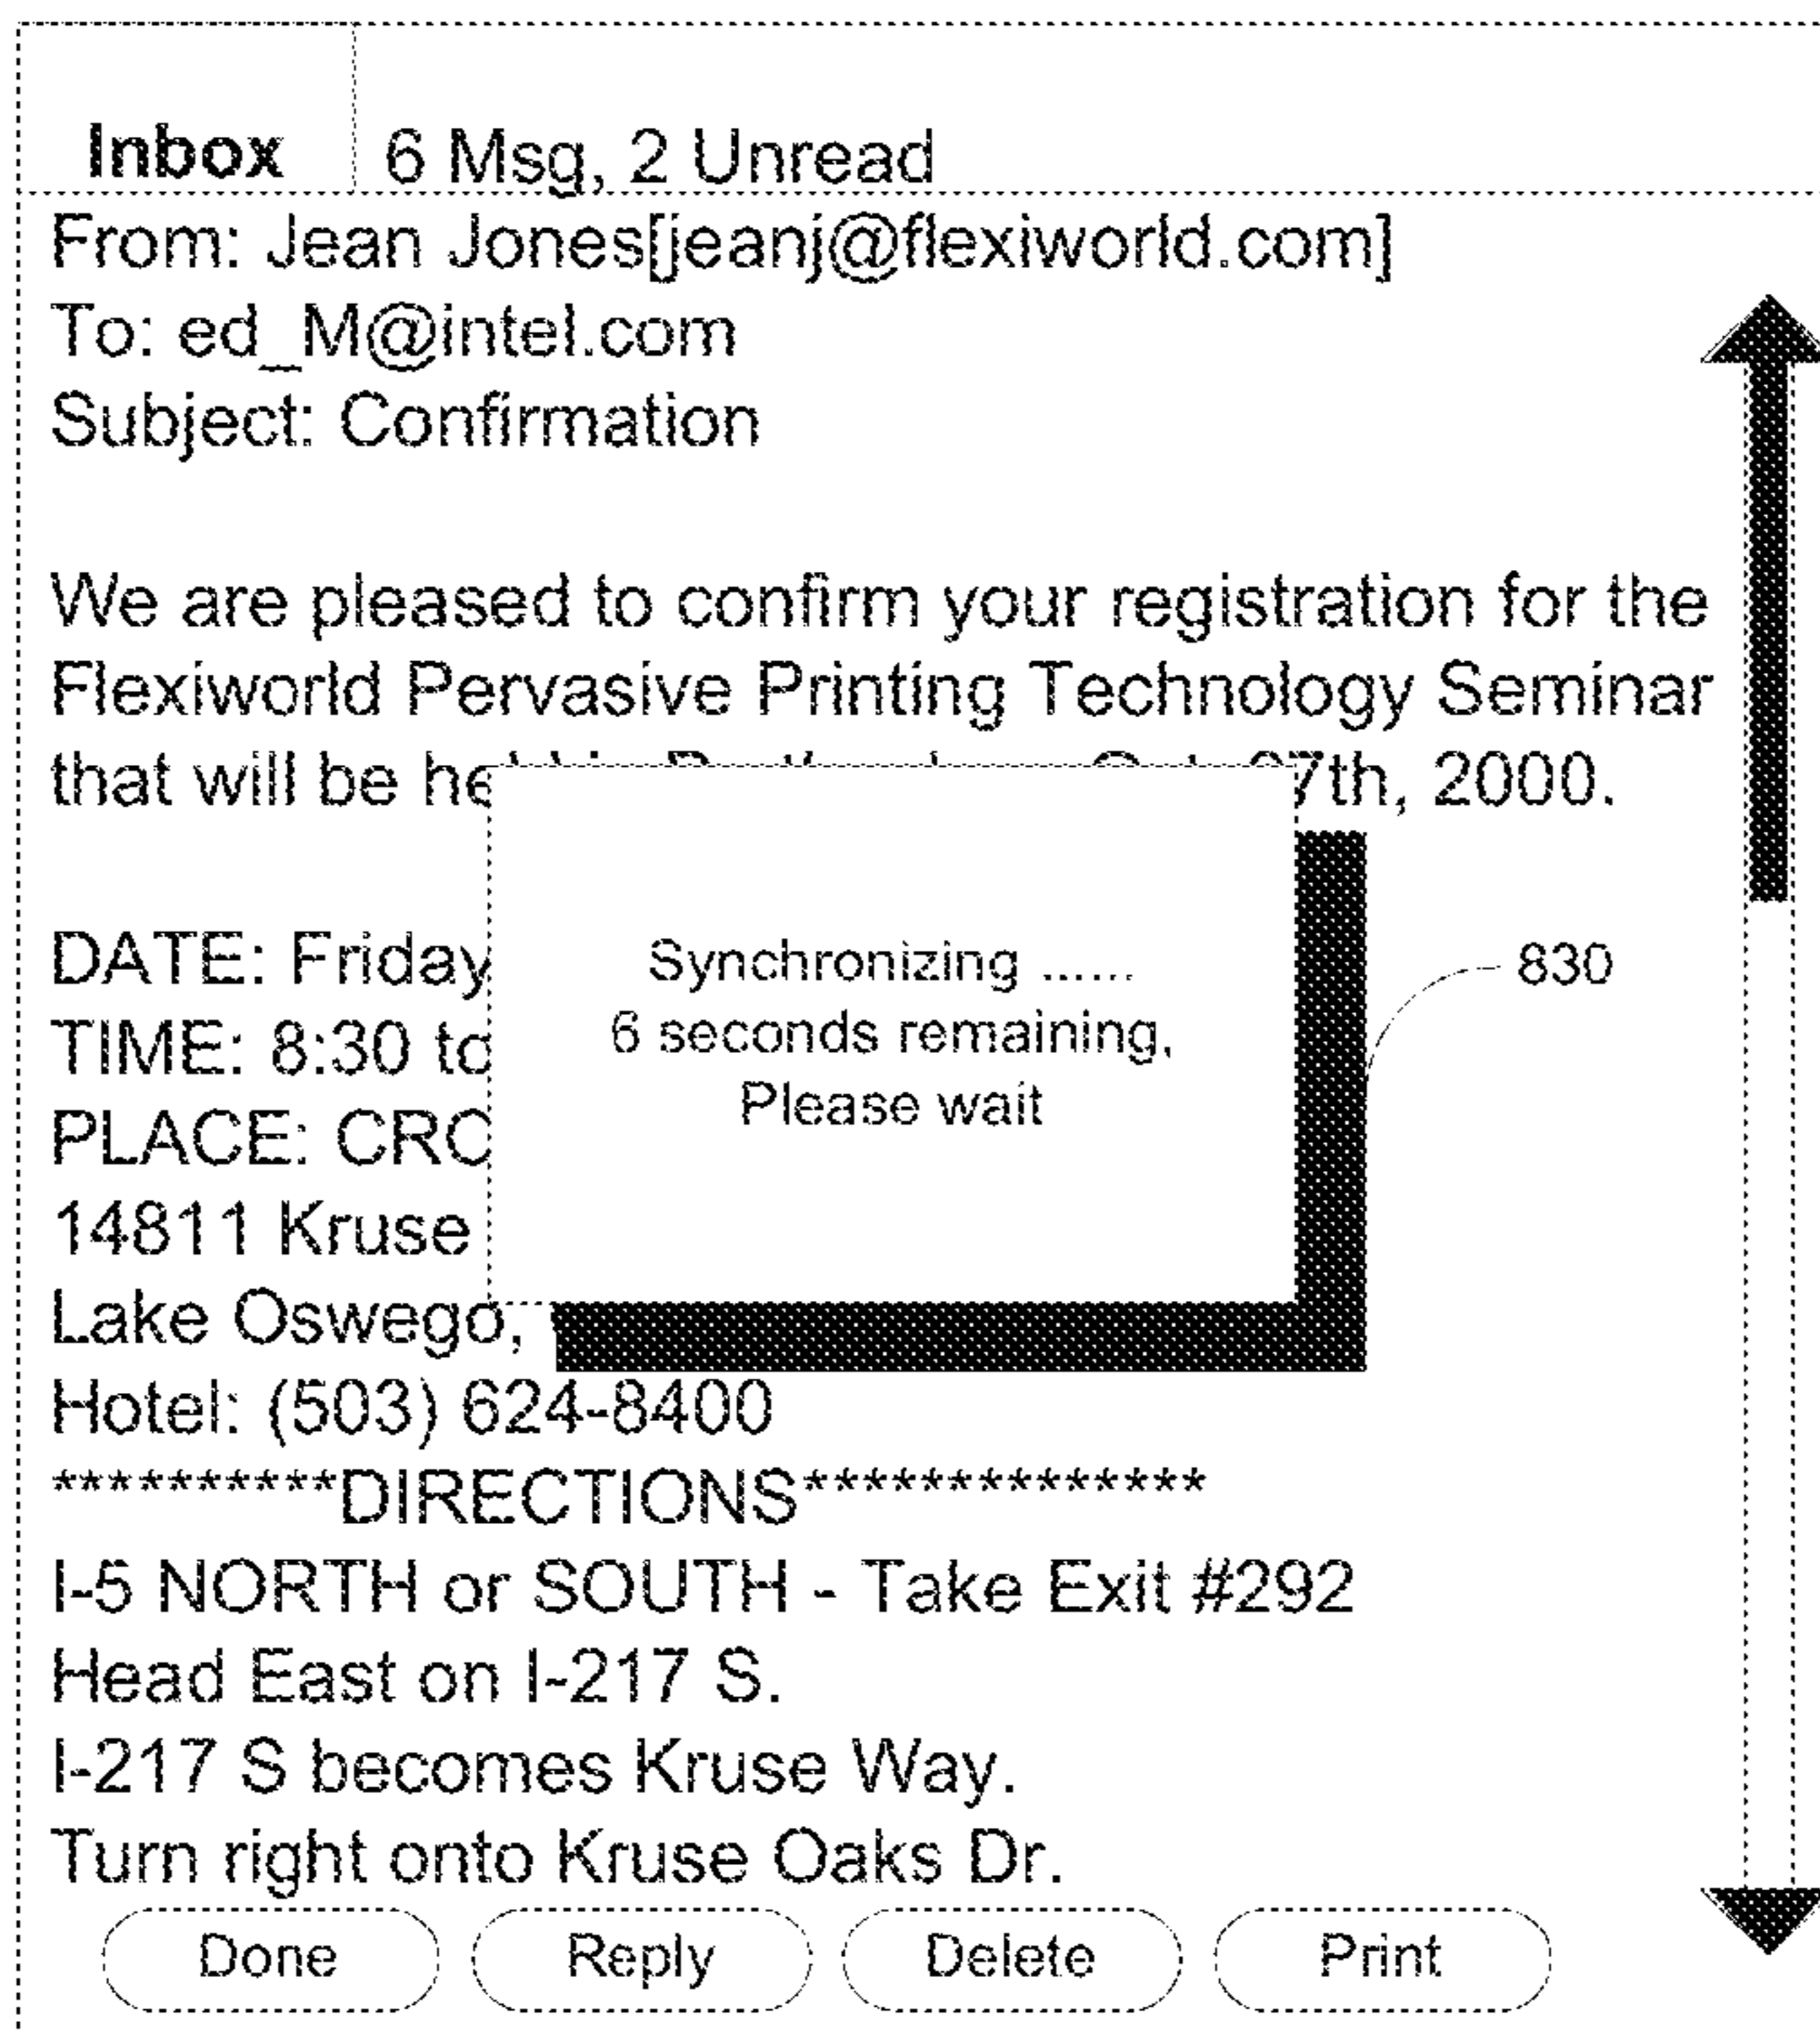 Inbox 6 Msg, 2 Unread
From: Jean Jones[jeanj@flexiworld.com]
To: ed_M@intel.com
Subject: Confirmation
We are pleased to confirm your registration for the
Flexiworld Pervasive Printing Technology Seminar
that will be 7th, 2000.
DATE: Friday
TIME: 8:30 to
PLACE: CRO
14811 Kruse
Lake Oswego,
Synchronizing ......
6 seconds remaining,
Please wait
830
Hotel: (503) 624-8400
**********DIRECTIONS**************
I-5 NORTH or SOUTH - Take Exit #292
Head East on I-217 S.
I-217 S becomes Kruse Way.
Turn right onto Kruse Oaks Dr.
Done Reply Delete Print